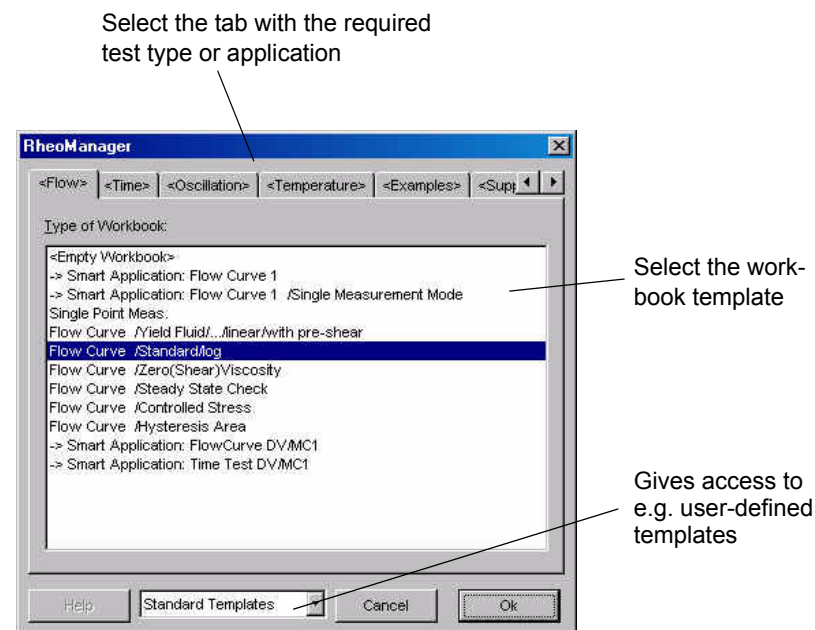 Select the tab with the required
test type or application
RheoManager
<Flow> <Time> <Oscillation> <Temperature> <Examples> <Supp
Type of Workbook:
<Empty Workbook>
-> Smart Application: Flow Curve 1
-> Smart Application: Flow Curve 1 /Single Measurement Mode
Single Point Meas.
Flow Curve /Yield Fluid/.../linear/with pre-shear
Flow Curve /Standard/log
Flow Curve /Zero(Shear)Viscosity
Flow Curve /Steady State Check
Flow Curve /Controlled Stress
Flow Curve /Hysteresis Area
-> Smart Application: FlowCurve DV/MC1
-> Smart Application: Time Test DV/MC1
Select the work-
book template
Gives access to
e.g. user-defined
templates
Help Standard Templates Cancel Ok